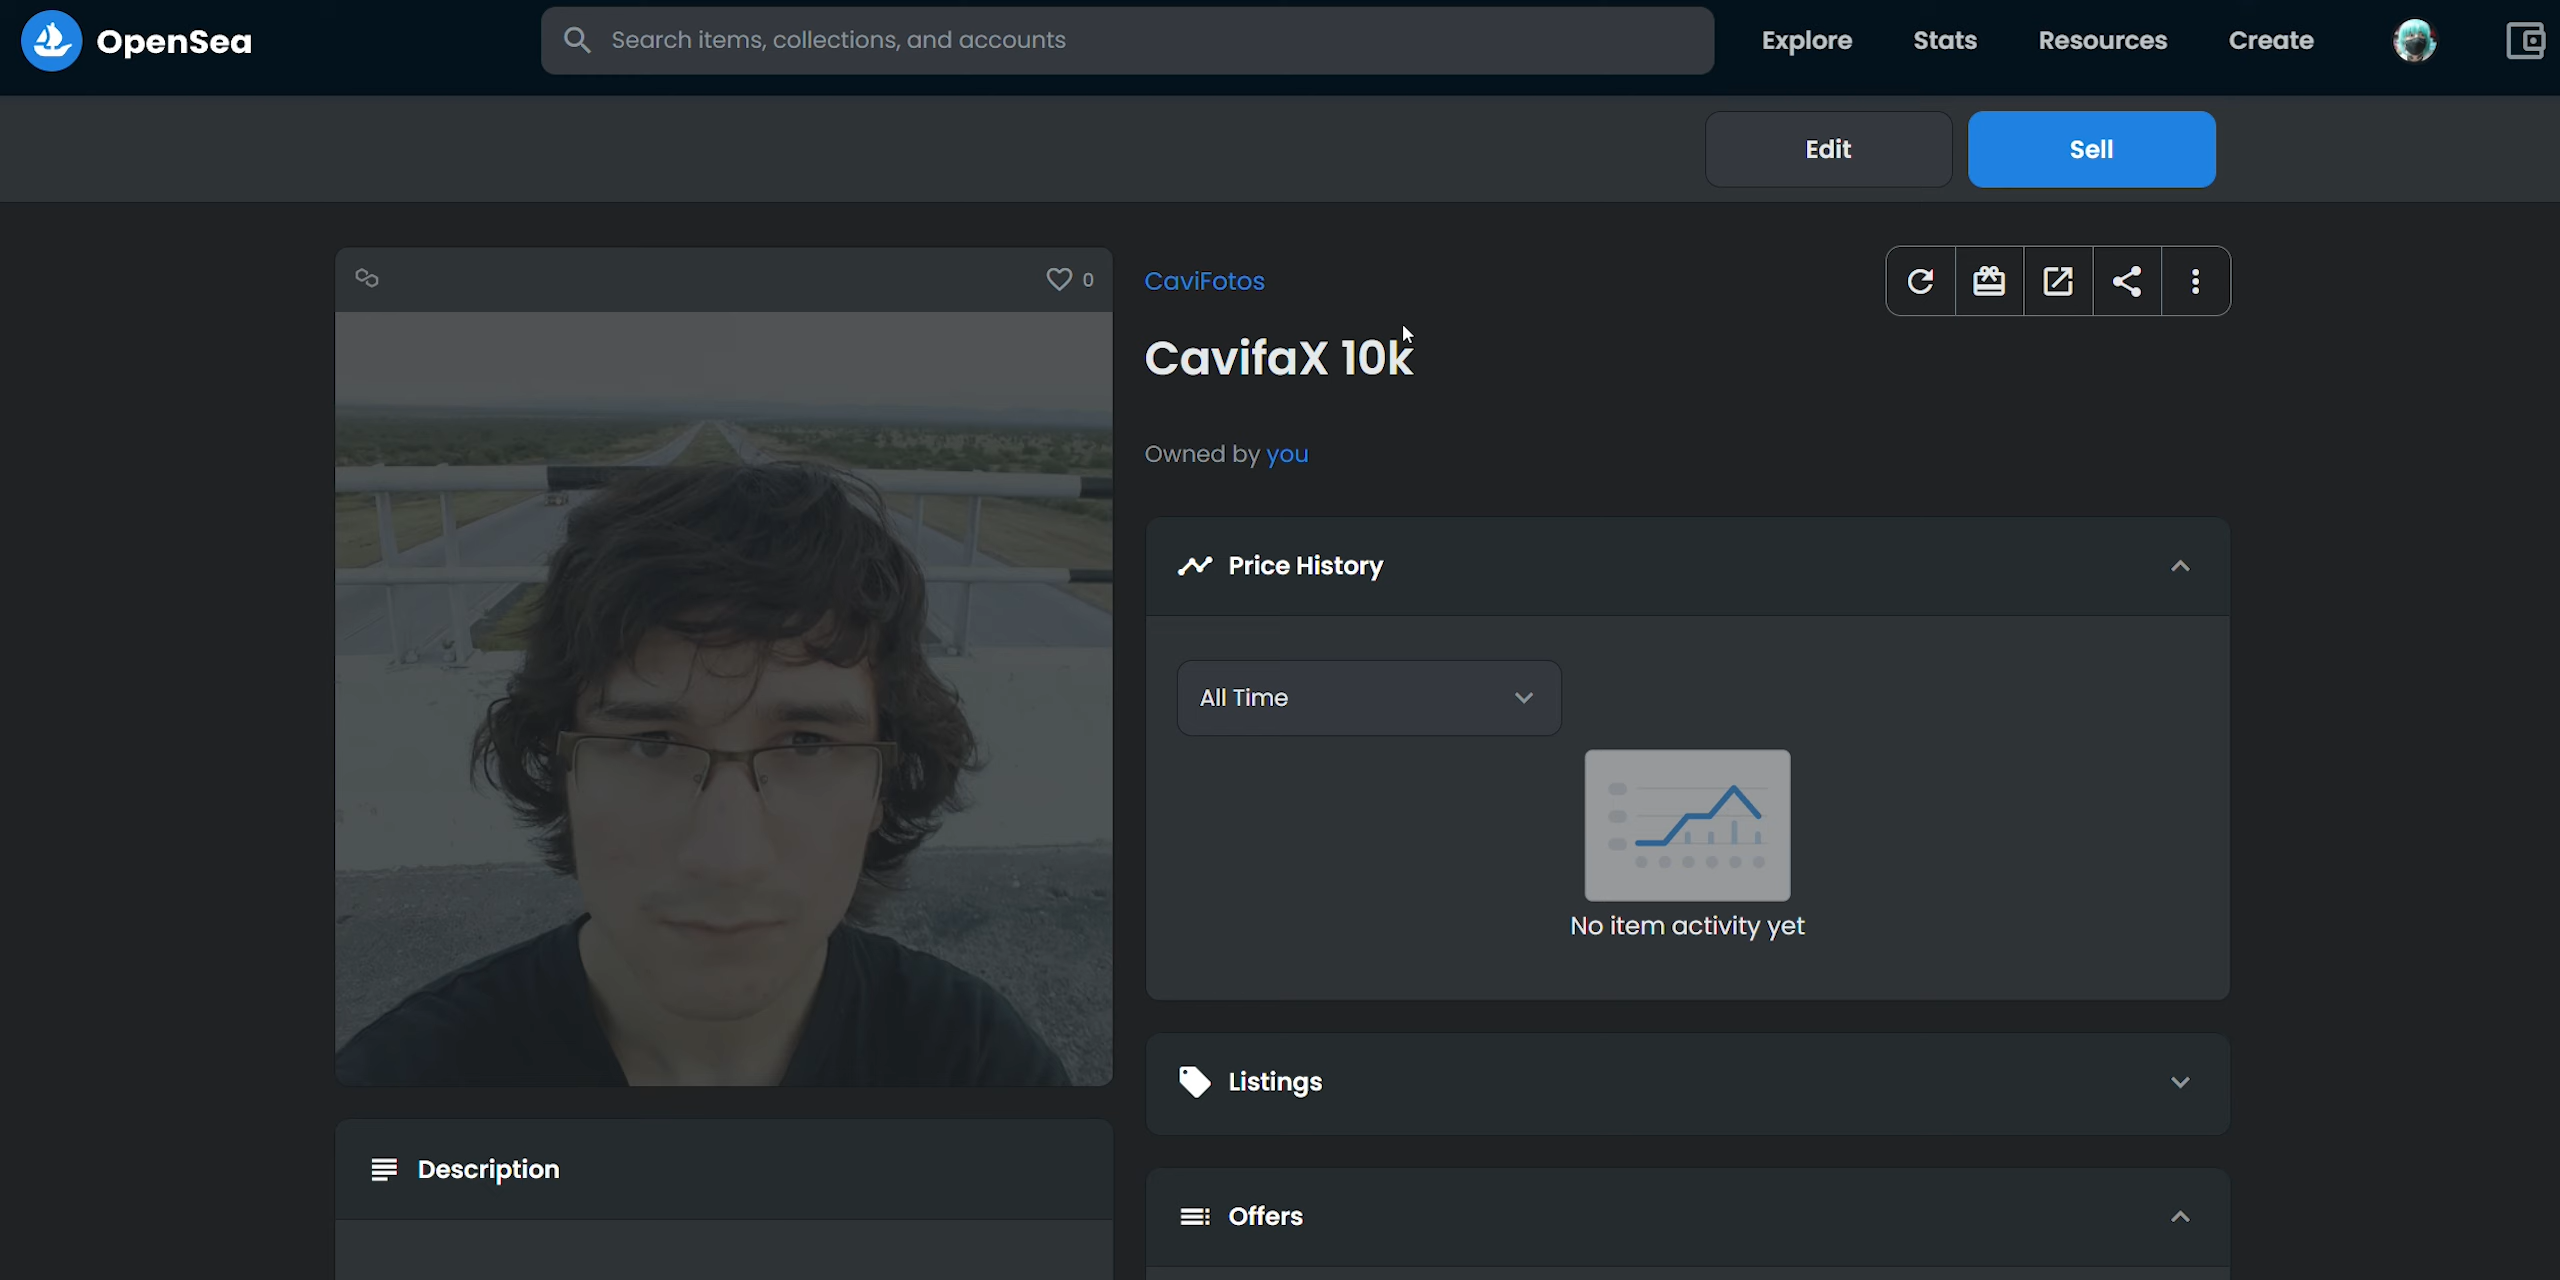 OpenSea
Search items, collections, and accounts
Explore
Stats
Resources
Create
Edit
Sell
0
CaviFotos
CavifaX 10k
Owned by you
Price History
All Time
No item activity yet
Listings
Description
Offers